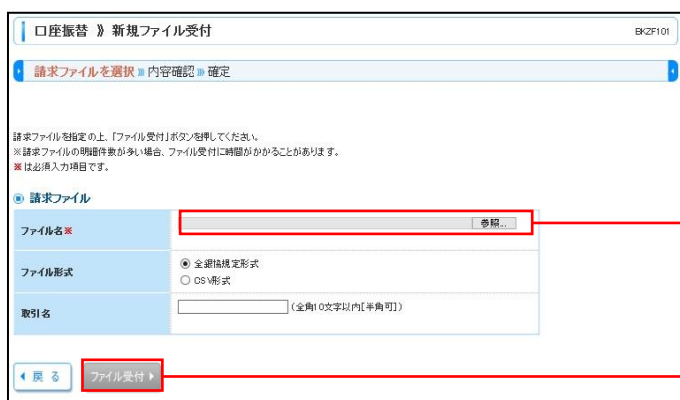 口座振替 》 新規ファイル受付
BKZF101
請求ファイルを選択 》 内容確認 》 確定
請求ファイルを指定の上、「ファイル受付」ボタンを押してください。
※請求ファイルの明細件数が多い場合、ファイル受付に時間がかかることがあります。
※は必須入力項目です。
請求ファイル
ファイル名※
参照...
ファイル形式
全銀協規定形式
CSV形式
取引名
(全角10文字以内[半角可])
戻る
ファイル受付